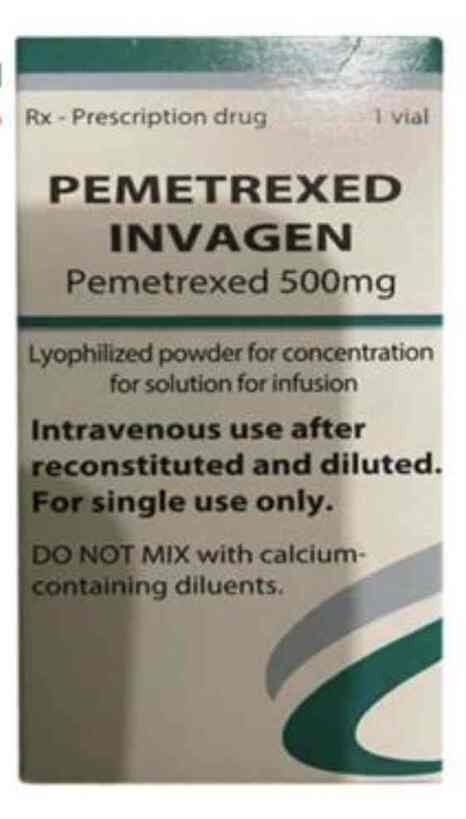 Rx - Prescription drug 1 vial
PEMETREXED
INVAGEN
Pemetrexed 500mg
Lyophilized powder for concentration
for solution for infusion
Intravenous use after
reconstituted and diluted.
For single use only.
DO NOT MIX with calcium-
containing diluents.